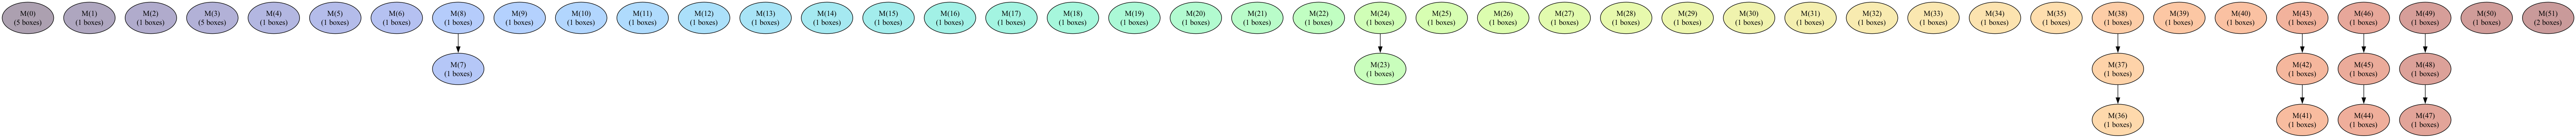 M(0)
(5 boxes)
M(1)
(1 boxes)
M(2)
(1 boxes)
M(3)
(5 boxes)
M(4)
(1 boxes)
M(5)
(1 boxes)
M(6)
(1 boxes)
M(8)
(1 boxes)
M(9)
(1 boxes)
M(10)
(1 boxes)
M(11)
(1 boxes)
M(12)
(1 boxes)
M(13)
(1 boxes)
M(14)
(1 boxes)
M(15)
(1 boxes)
M(16)
(1 boxes)
M(17)
(1 boxes)
M(18)
(1 boxes)
M(19)
(1 boxes)
M(20)
(1 boxes)
M(21)
(1 boxes)
M(22)
(1 boxes)
M(24)
(1 boxes)
M(25)
(1 boxes)
M(26)
(1 boxes)
M(27)
(1 boxes)
M(28)
(1 boxes)
M(29)
(1 boxes)
M(30)
(1 boxes)
M(31)
(1 boxes)
M(32)
(1 boxes)
M(33)
(1 boxes)
M(34)
(1 boxes)
M(35)
(1 boxes)
M(38)
(1 boxes)
M(39)
(1 boxes)
M(40)
(1 boxes)
M(43)
(1 boxes)
M(46)
(1 boxes)
M(49)
(1 boxes)
M(50)
(1 boxes)
M(51)
(2 boxes)
M(7)
(1 boxes)
M(23)
(1 boxes)
M(37)
(1 boxes)
M(42)
(1 boxes)
M(45)
(1 boxes)
M(48)
(1 boxes)
M(36)
(1 boxes)
M(41)
(1 boxes)
M(44)
(1 boxes)
M(47)
(1 boxes)